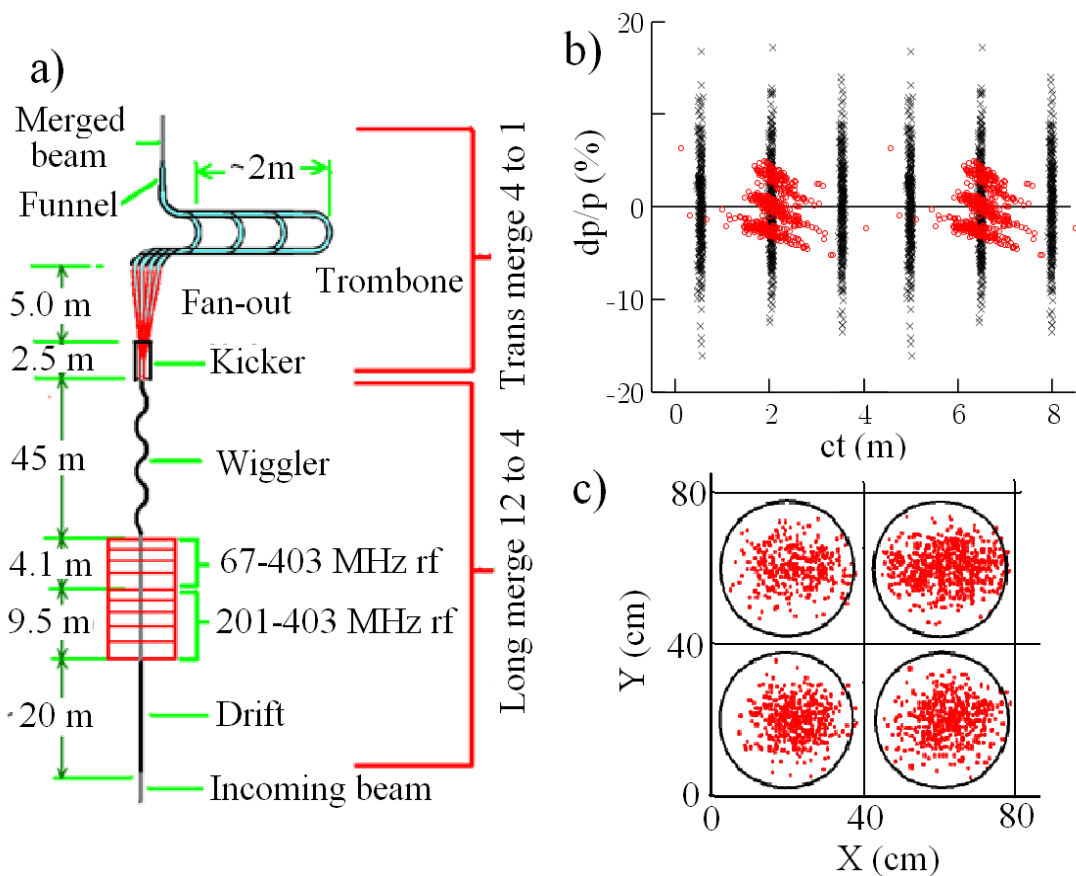 a)
Merged
beam
Funnel
~2m
Trombone
5.0 m
Fan-out
2.5 m
Kicker
Trans merge 4 to 1
45 m
Wiggler
4.1 m
67-403 MHz rf
9.5 m
201-403 MHz rf
~20 m
Drift
Incoming beam
Long merge 12 to 4
b)
20
dp/p (%)
0
-10
-20
0
2
4
6
8
ct (m)
c)
80
Y (cm)
40
0
0
40
80
X (cm)